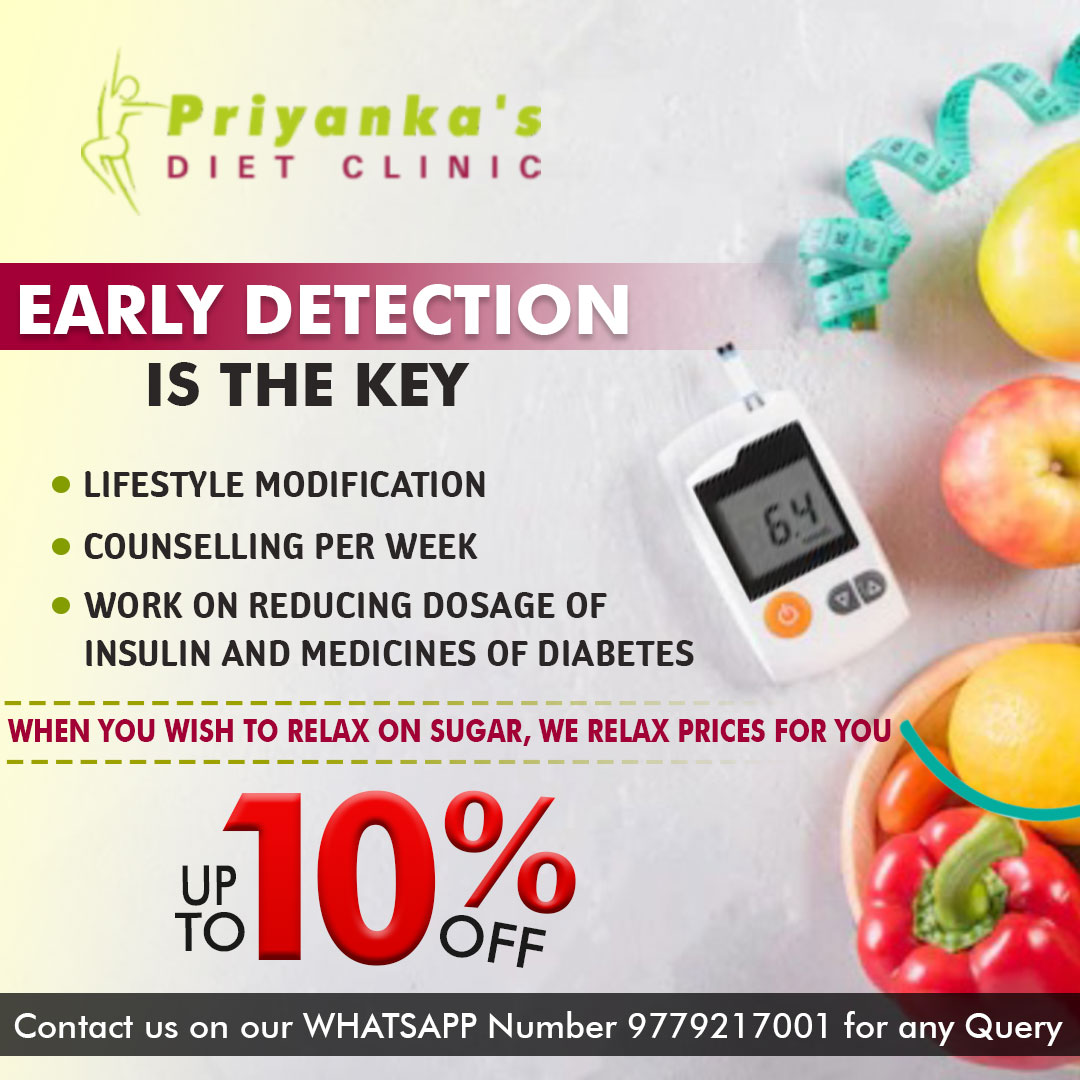 Priyanka's
DIET CLINIC
EARLY DETECTION
IS THE KEY
LIFESTYLE MODIFICATION
COUNSELLING PER WEEK
WORK ON REDUCING DOSAGE OF
INSULIN AND MEDICINES OF DIABETES
WHEN YOU WISH TO RELAX ON SUGAR, WE RELAX PRICES FOR YOU
UP TO 10% OFF
Contact us on our WHATSAPP Number 9779217001 for any Query